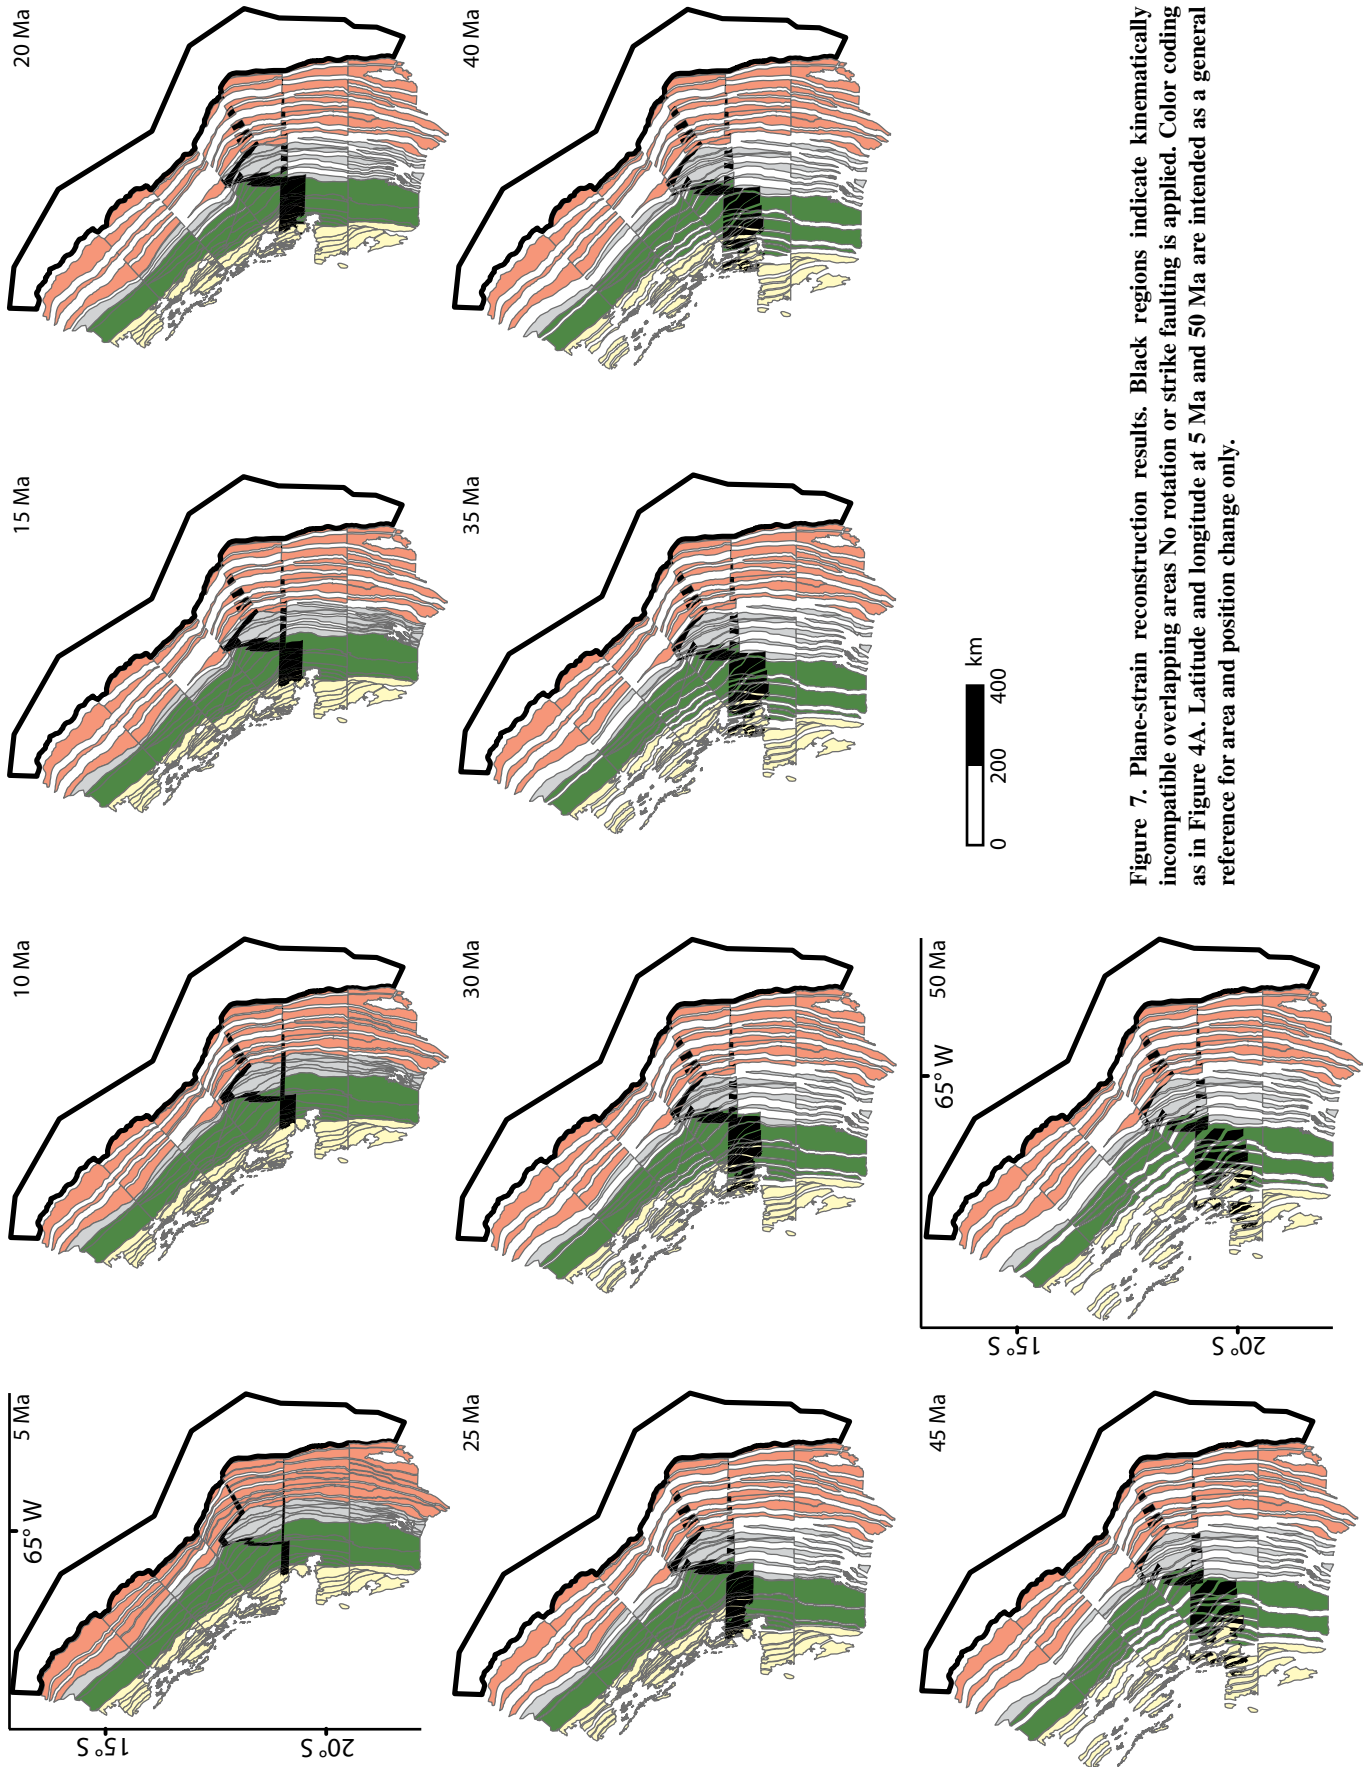 65° W
5 Ma
15° S
20° S
10 Ma
15 Ma
20 Ma
25 Ma
30 Ma
35 Ma
40 Ma
45 Ma
65° W
50 Ma
15° S
20° S
0 200 400 km
Figure 7. Plane-strain reconstruction results. Black regions indicate kinematically
incompatible overlapping areas No rotation or strike faulting is applied. Color coding
as in Figure 4A. Latitude and longitude at 5 Ma and 50 Ma are intended as a general
reference for area and position change only.